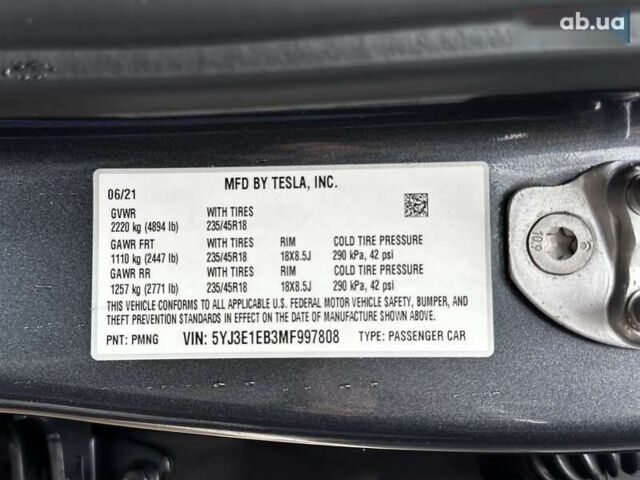 ab.ua
MFD BY TESLA, INC.
06/21
GVWR WITH TIRES
2220 kg (4894 lb) 235/45R18
GAWR FRT WITH TIRES RIM COLD TIRE PRESSURE
1110 kg (2447 lb) 235/45R18 18X8.5J 290 kPa, 42 psi
GAWR RR WITH TIRES RIM COLD TIRE PRESSURE
1257 kg (2771 lb) 235/45R18 18X8.5J 290 kPa, 42 psi
THIS VEHICLE CONFORMS TO ALL APPLICABLE U.S. FEDERAL MOTOR VEHICLE SAFETY, BUMPER, AND
THEFT PREVENTION STANDARDS IN EFFECT ON THE DATE OF MANUFACTURE SHOWN ABOVE.
PNT: PMNG VIN: 5YJ3E1EB3MF997808 TYPE: PASSENGER CAR
10.9